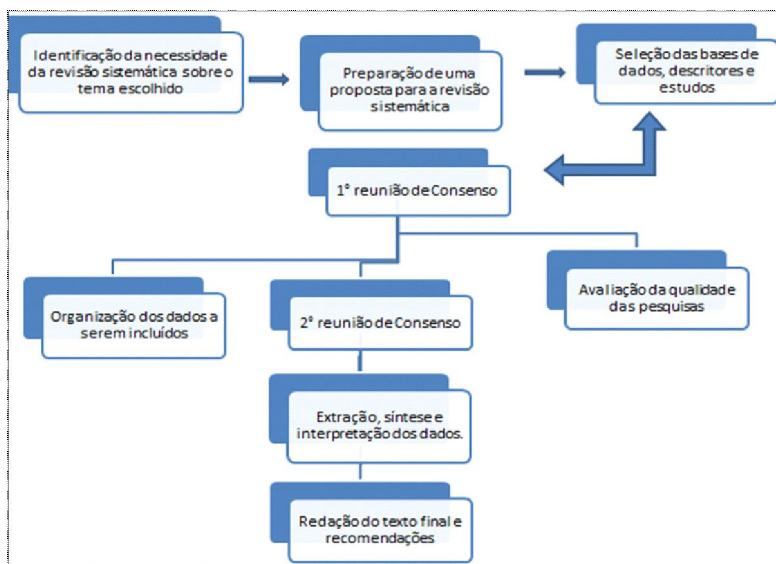 Identificação da necessidade
da revisão sistemática sobre o
tema escolhido
Preparação de uma
proposta para a revisão
sistemática
Seleção das bases de
dados, descritores e
estudos
1° reunião de Consenso
Organização dos dados a
serem incluídos
2° reunião de Consenso
Avaliação da qualidade
das pesquisas
Extração, síntese e
interpretação dos dados.
Redação do texto final e
recomendações